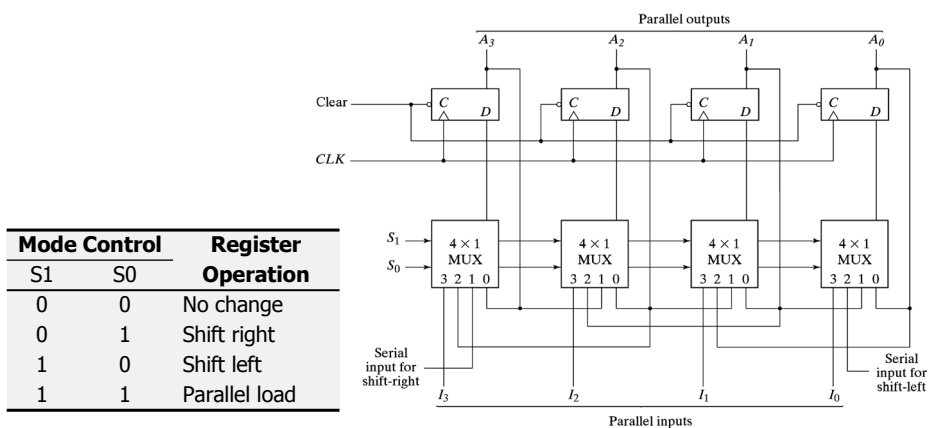 Mode Control Register
S1 S0 Operation
0 0 No change
0 1 Shift right
1 0 Shift left
1 1 Parallel load
Parallel outputs
A3 A2 A1 A0
Clear
C D C D C D C D
CLK
S1
S0
4 × 1 4 × 1 4 × 1 4 × 1
MUX MUX MUX MUX
3 2 1 0 3 2 1 0 3 2 1 0 3 2 1 0
Serial
input for
shift-right
Serial
input for
shift-left
I3 I2 I1 I0
Parallel inputs